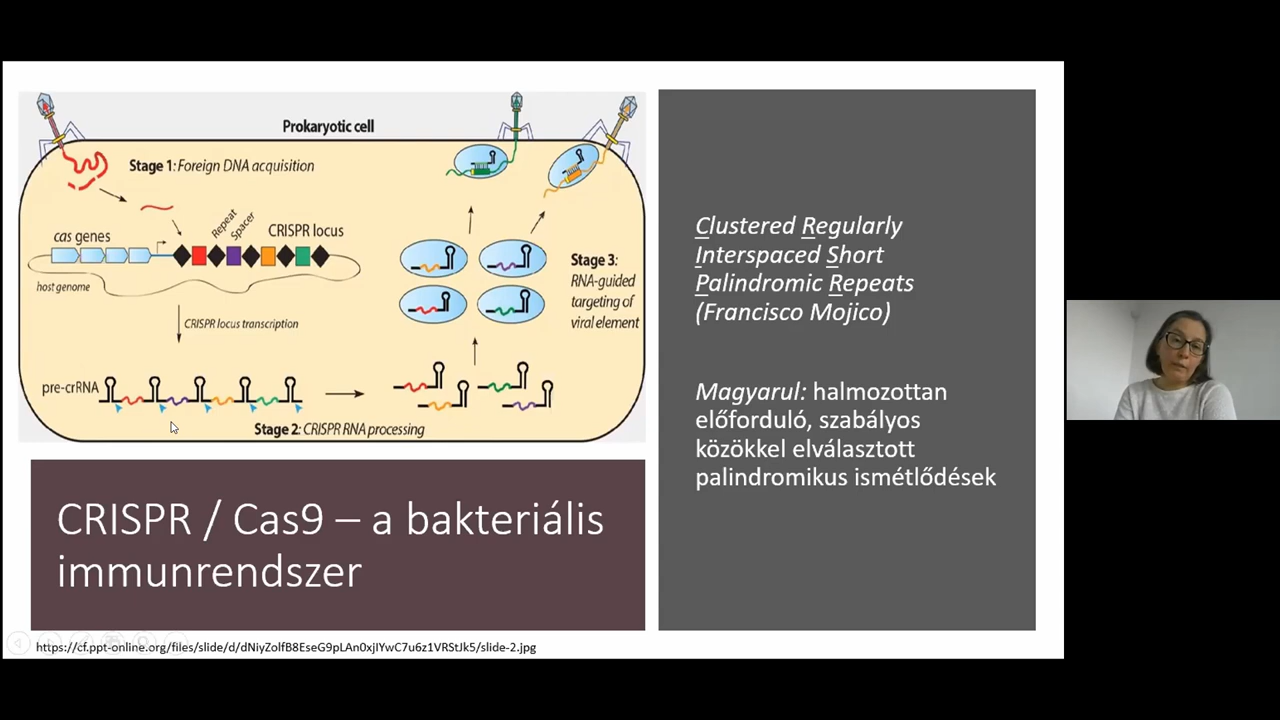 Prokaryotic cell
Stage 1: Foreign DNA acquisition
cas genes
Repeat
Spacer
CRISPR locus
host genome
CRISPR locus transcription
pre-crRNA
Stage 2: CRISPR RNA processing
Stage 3:
RNA-guided
targeting of
viral element
CRISPR / Cas9 – a bakteriális
immunrendszer
https://cf.ppt-online.org/files/slide/d/dNiyZolfB8EseG9pLAn0xjIYwC7u6z1VRStJk5/slide-2.jpg
Clustered Regularly
Interspaced Short
Palindromic Repeats
(Francisco Mojico)
Magyarul: halmozottan
előforduló, szabályos
közökkel elválasztott
palindromikus ismétlődések